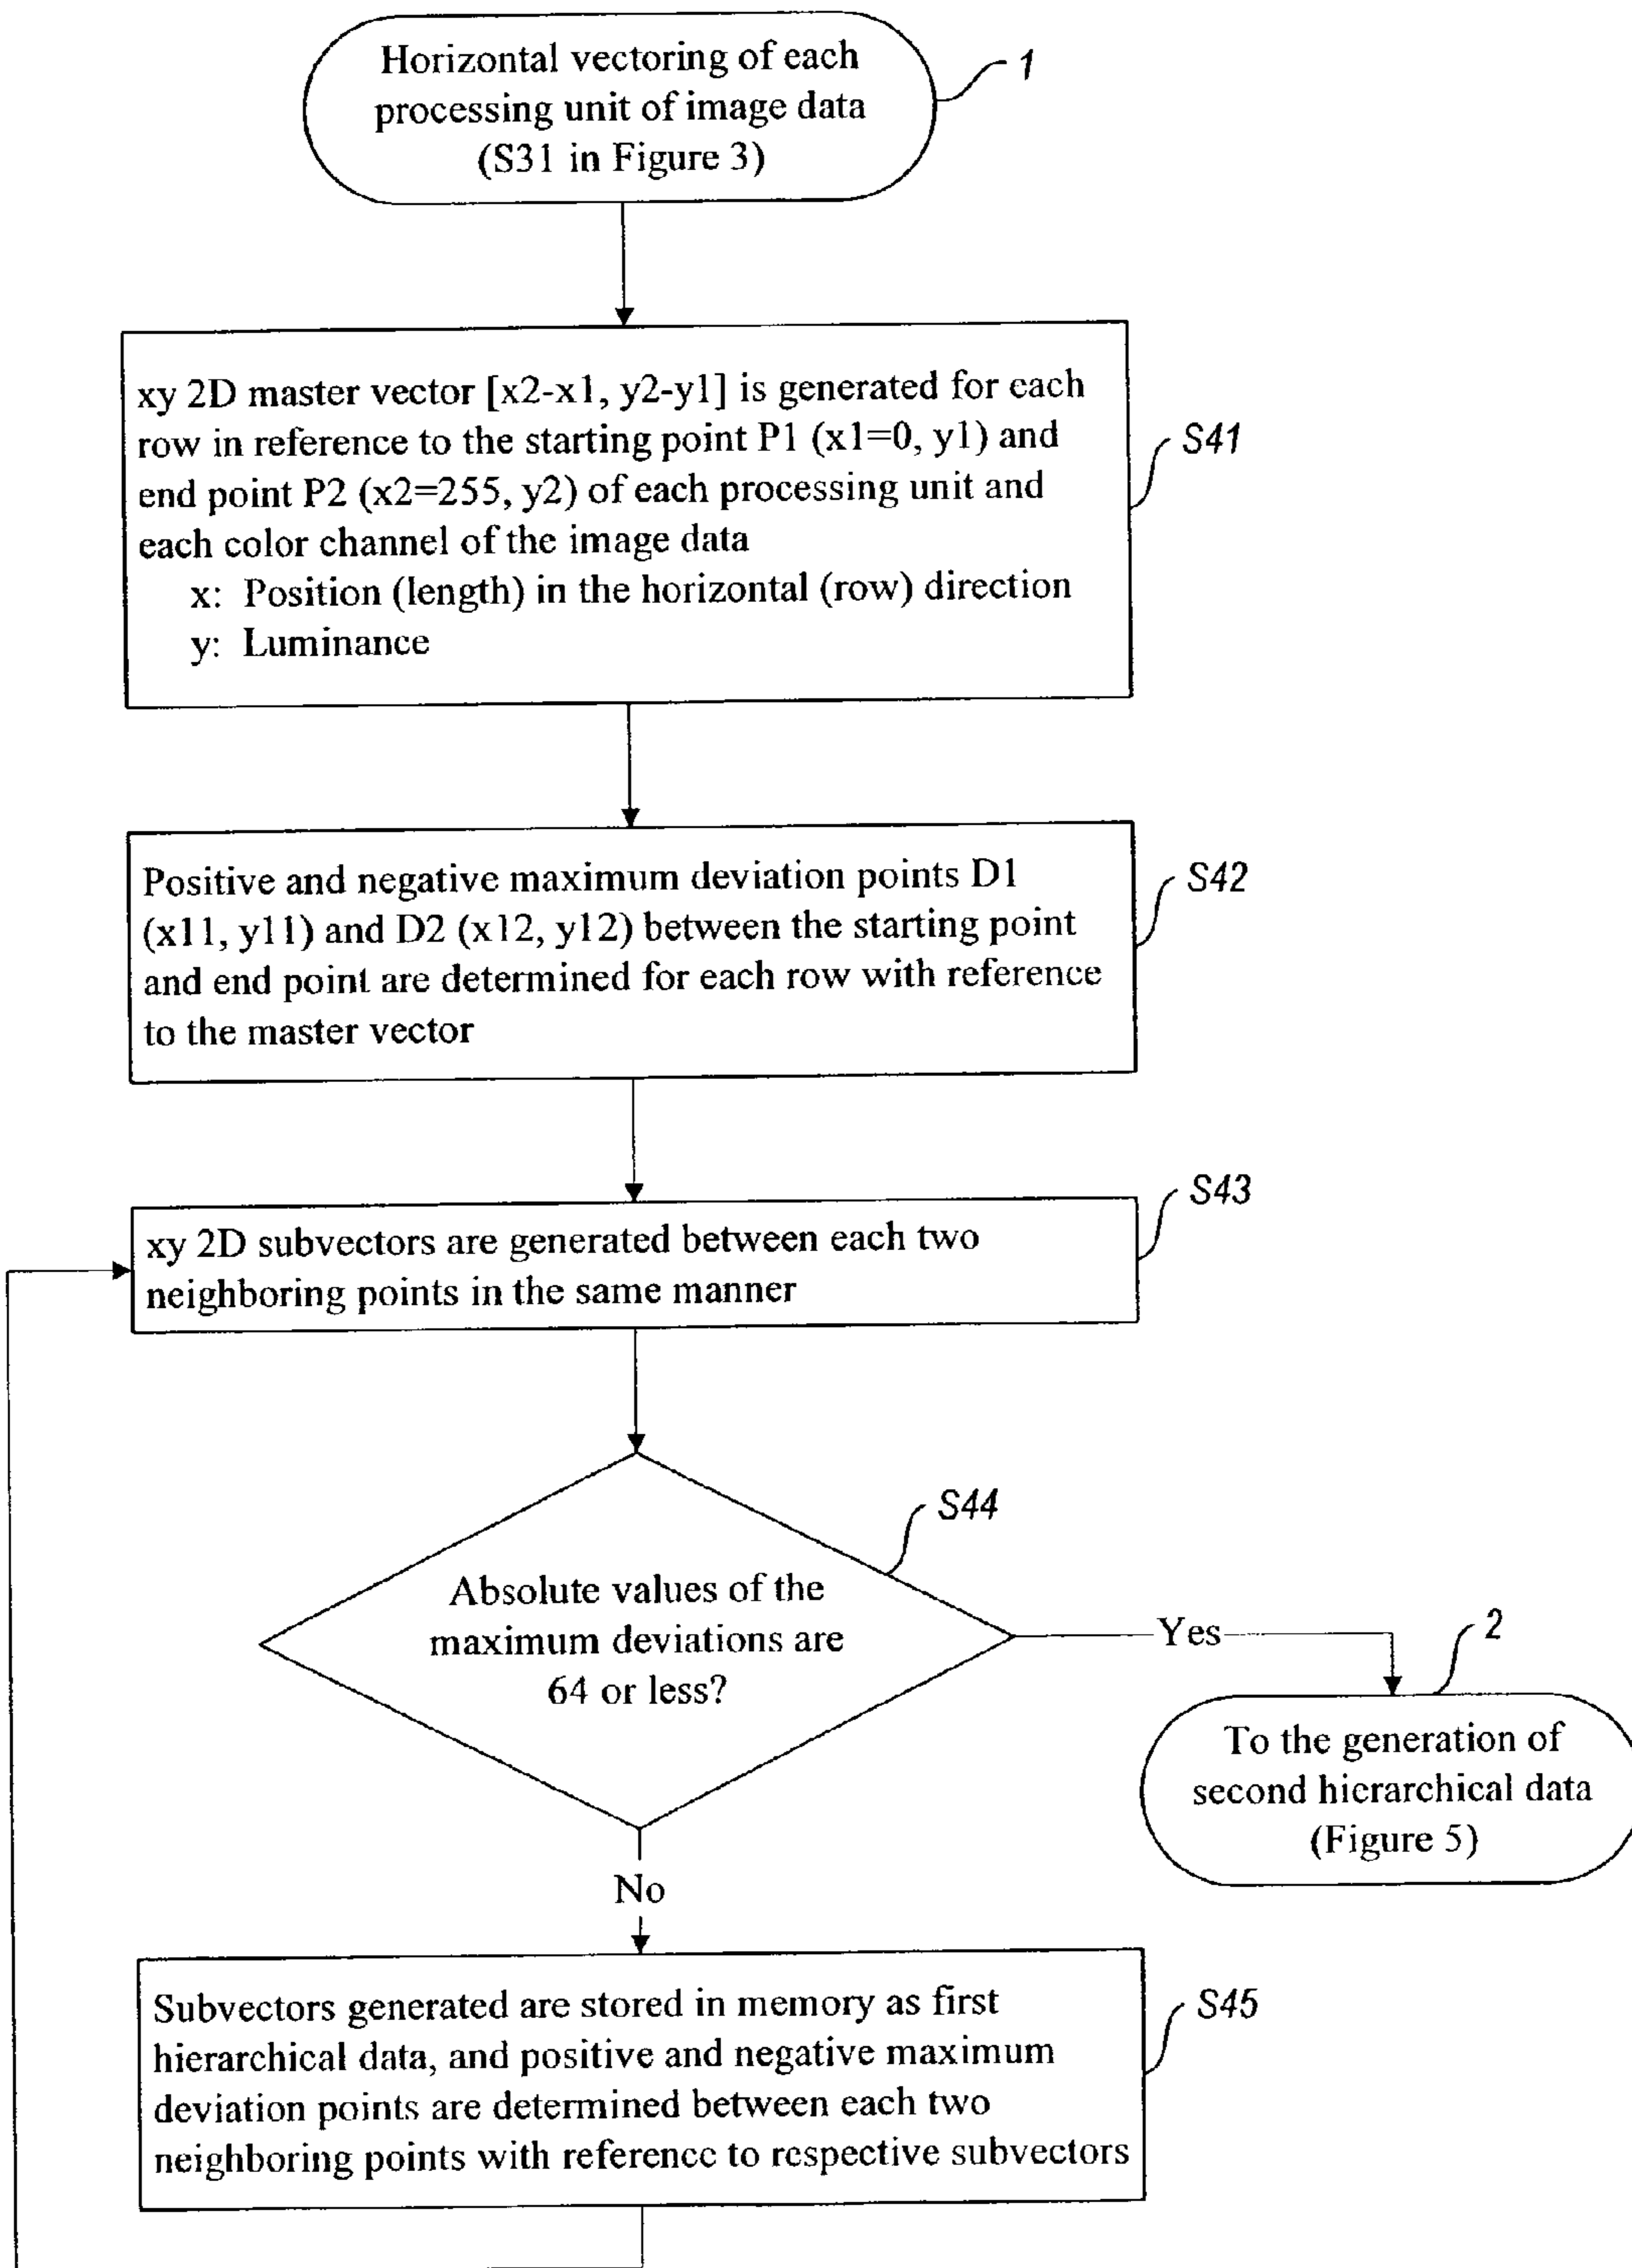 Horizontal vectoring of each
processing unit of image data
(S31 in Figure 3)
1
xy 2D master vector [x2-x1, y2-y1] is generated for each
row in reference to the starting point P1 (x1=0, y1) and
end point P2 (x2=255, y2) of each processing unit and
each color channel of the image data
x: Position (length) in the horizontal (row) direction
y: Luminance
S41
Positive and negative maximum deviation points D1
(x11, y11) and D2 (x12, y12) between the starting point
and end point are determined for each row with reference
to the master vector
S42
xy 2D subvectors are generated between each two
neighboring points in the same manner
S43
Absolute values of the
maximum deviations are
64 or less?
S44
Yes
2
To the generation of
second hierarchical data
(Figure 5)
No
Subvectors generated are stored in memory as first
hierarchical data, and positive and negative maximum
deviation points are determined between each two
neighboring points with reference to respective subvectors
S45